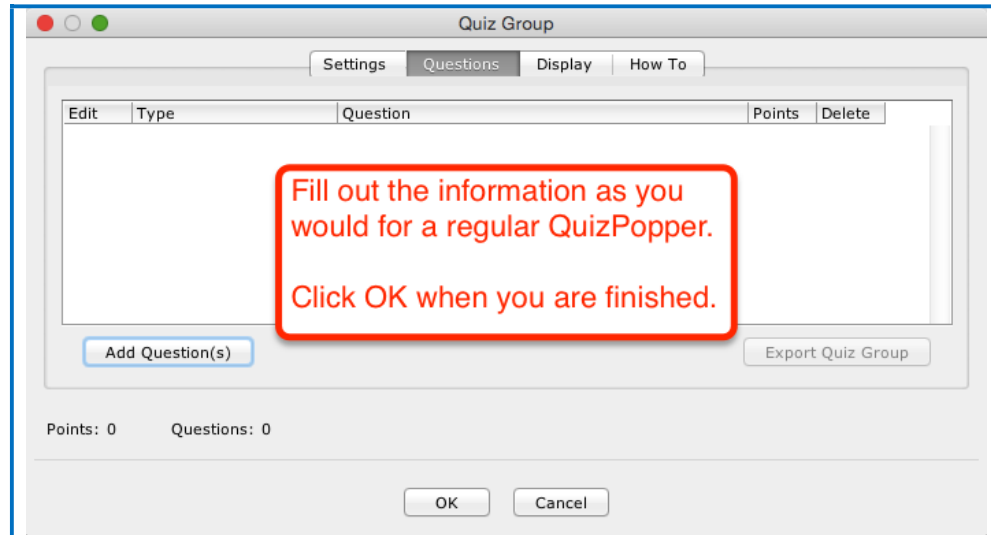 Quiz Group
Settings Questions Display How To
Edit Type Question Points Delete
Fill out the information as you
would for a regular QuizPopper.
Click OK when you are finished.
Add Question(s) Export Quiz Group
Points: 0 Questions: 0
OK Cancel